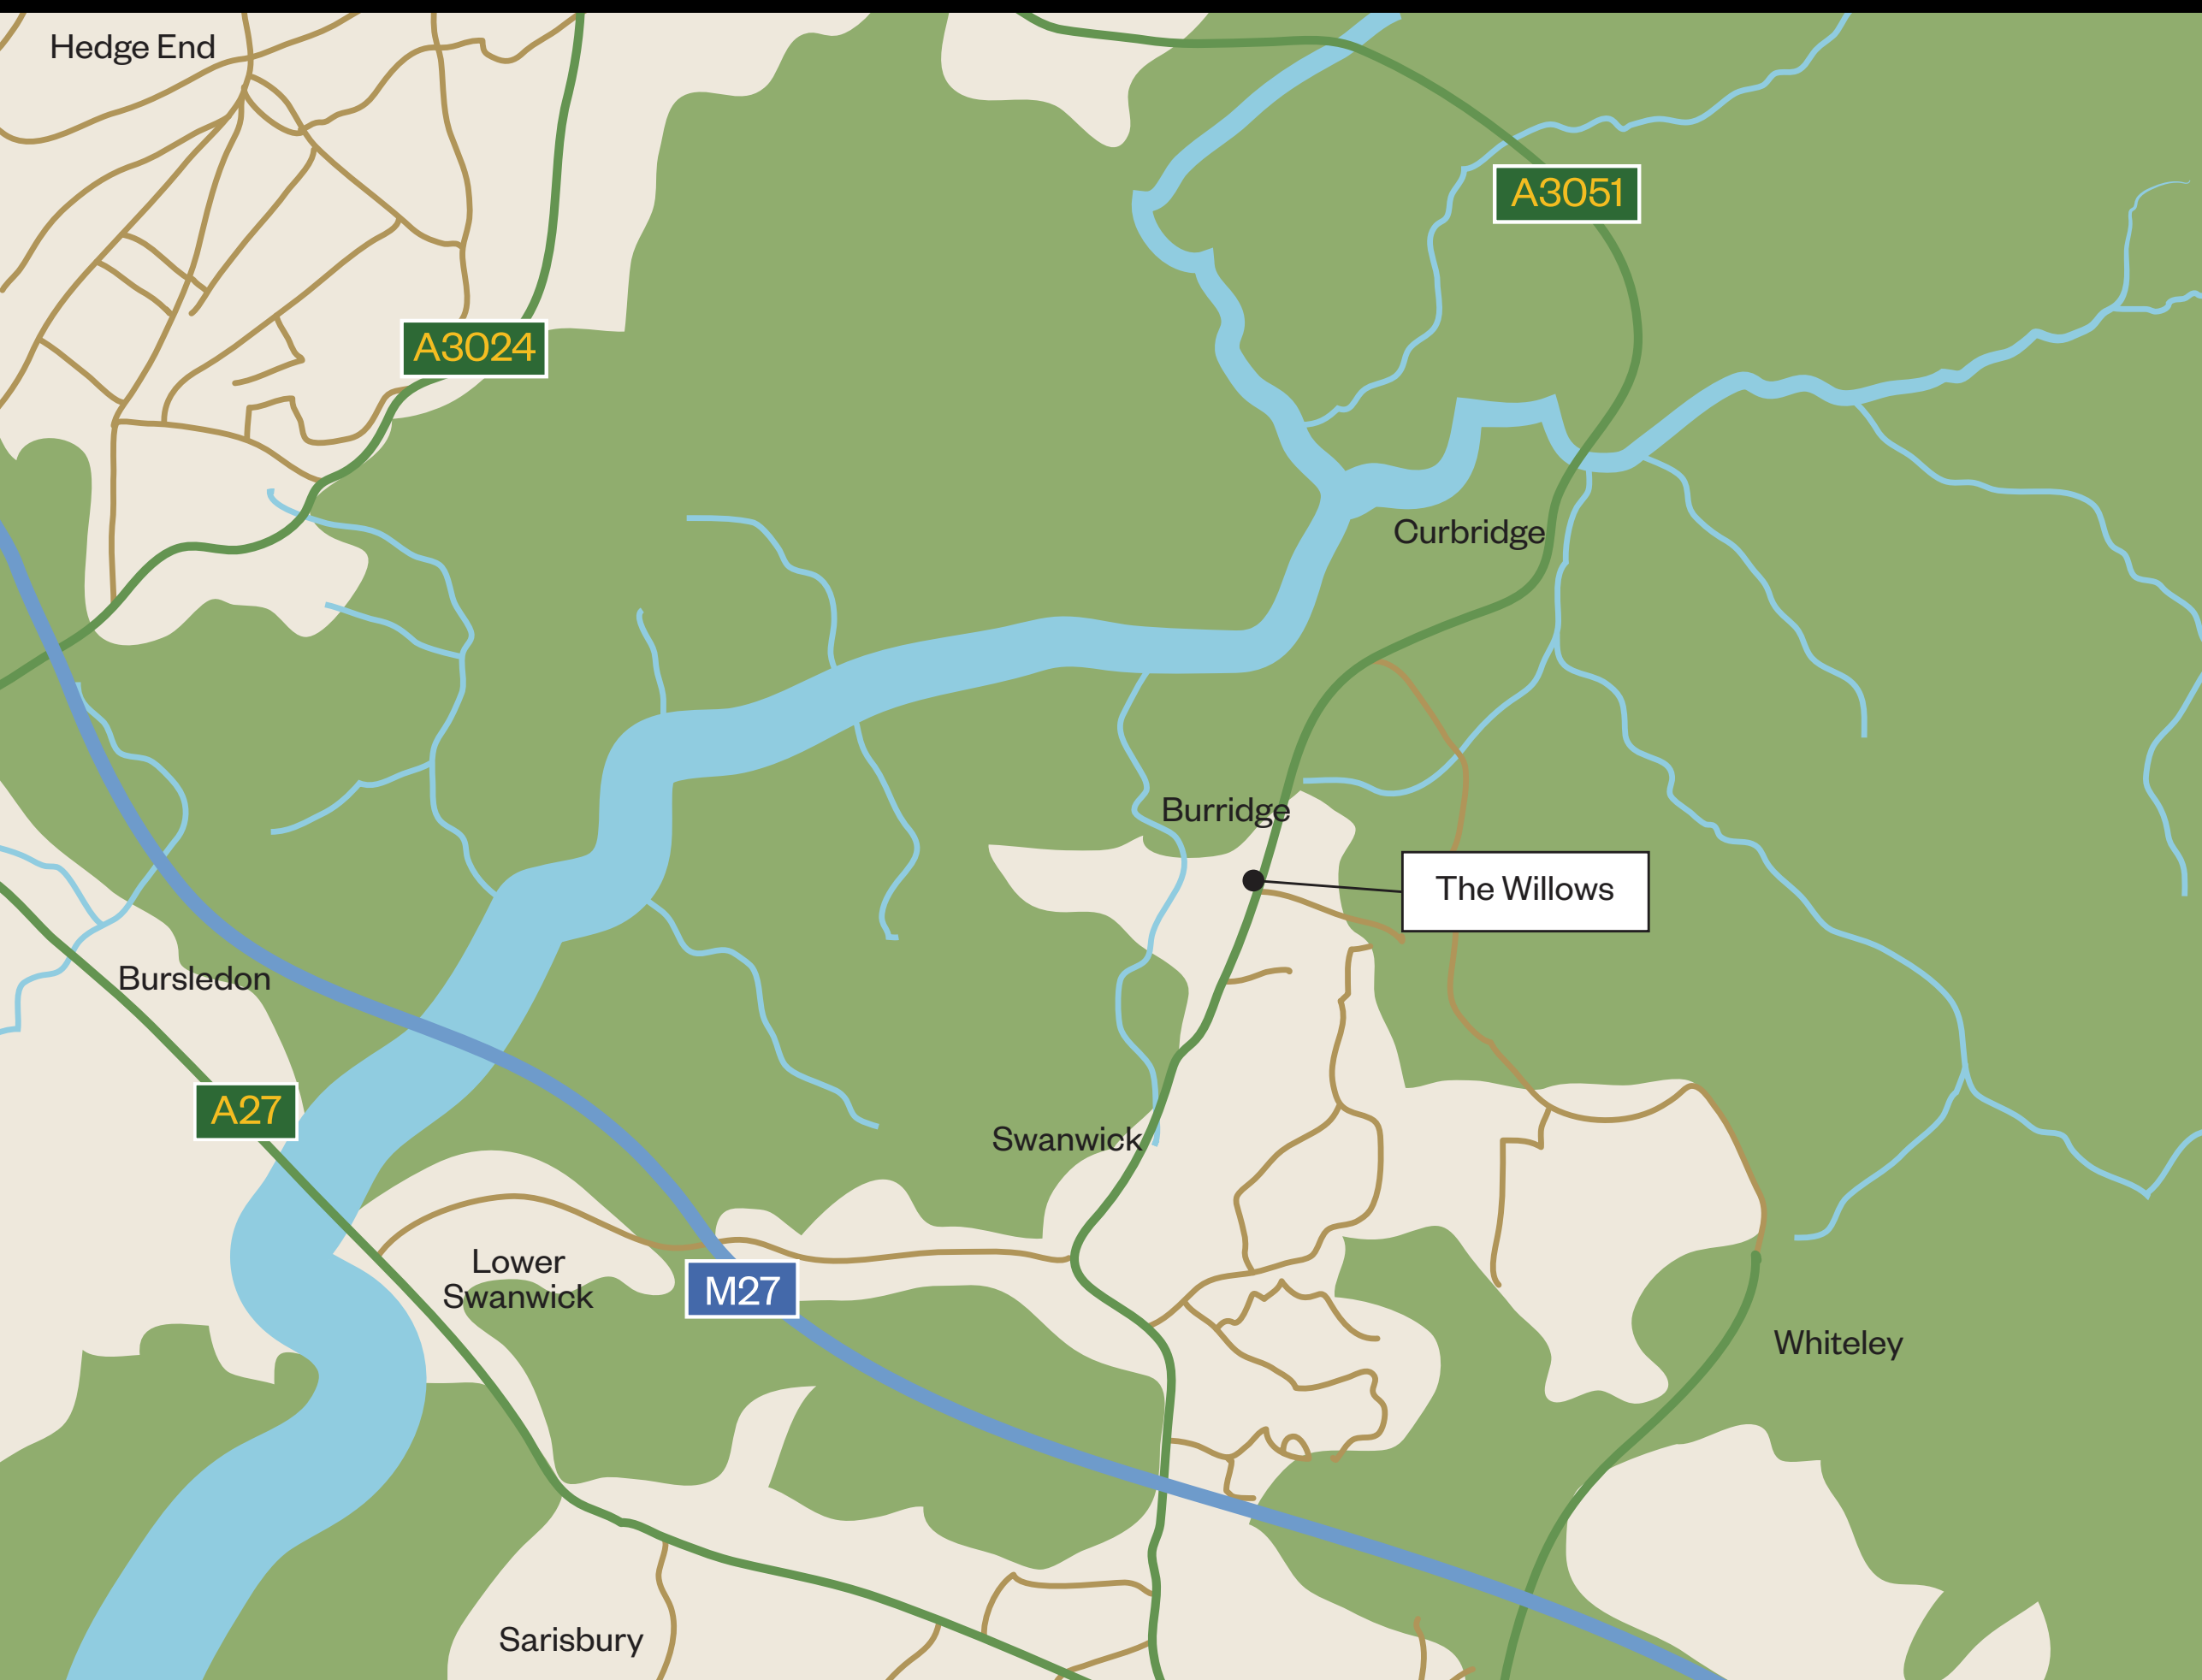 Hedge End
A3051
A3024
Curbridge
Burridge
The Willows
Bursledon
A27
Swanwick
Lower
Swanwick
M27
Whiteley
Sarisbury